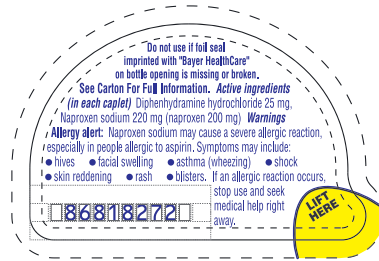 Do not use if foil seal
imprinted with "Bayer HealthCare"
on bottle opening is missing or broken.
See Carton For Full Information. Active ingredients
(in each caplet) Diphenhydramine hydrochloride 25 mg,
Naproxen sodium 220 mg (naproxen 200 mg) Warnings
Allergy alert: Naproxen sodium may cause a severe allergic reaction,
especially in people allergic to aspirin. Symptoms may include:
• hives • facial swelling • asthma (wheezing) • shock
• skin reddening • rash • blisters. If an allergic reaction occurs,
stop use and seek
medical help right
away.
86818272
LIFT
HERE